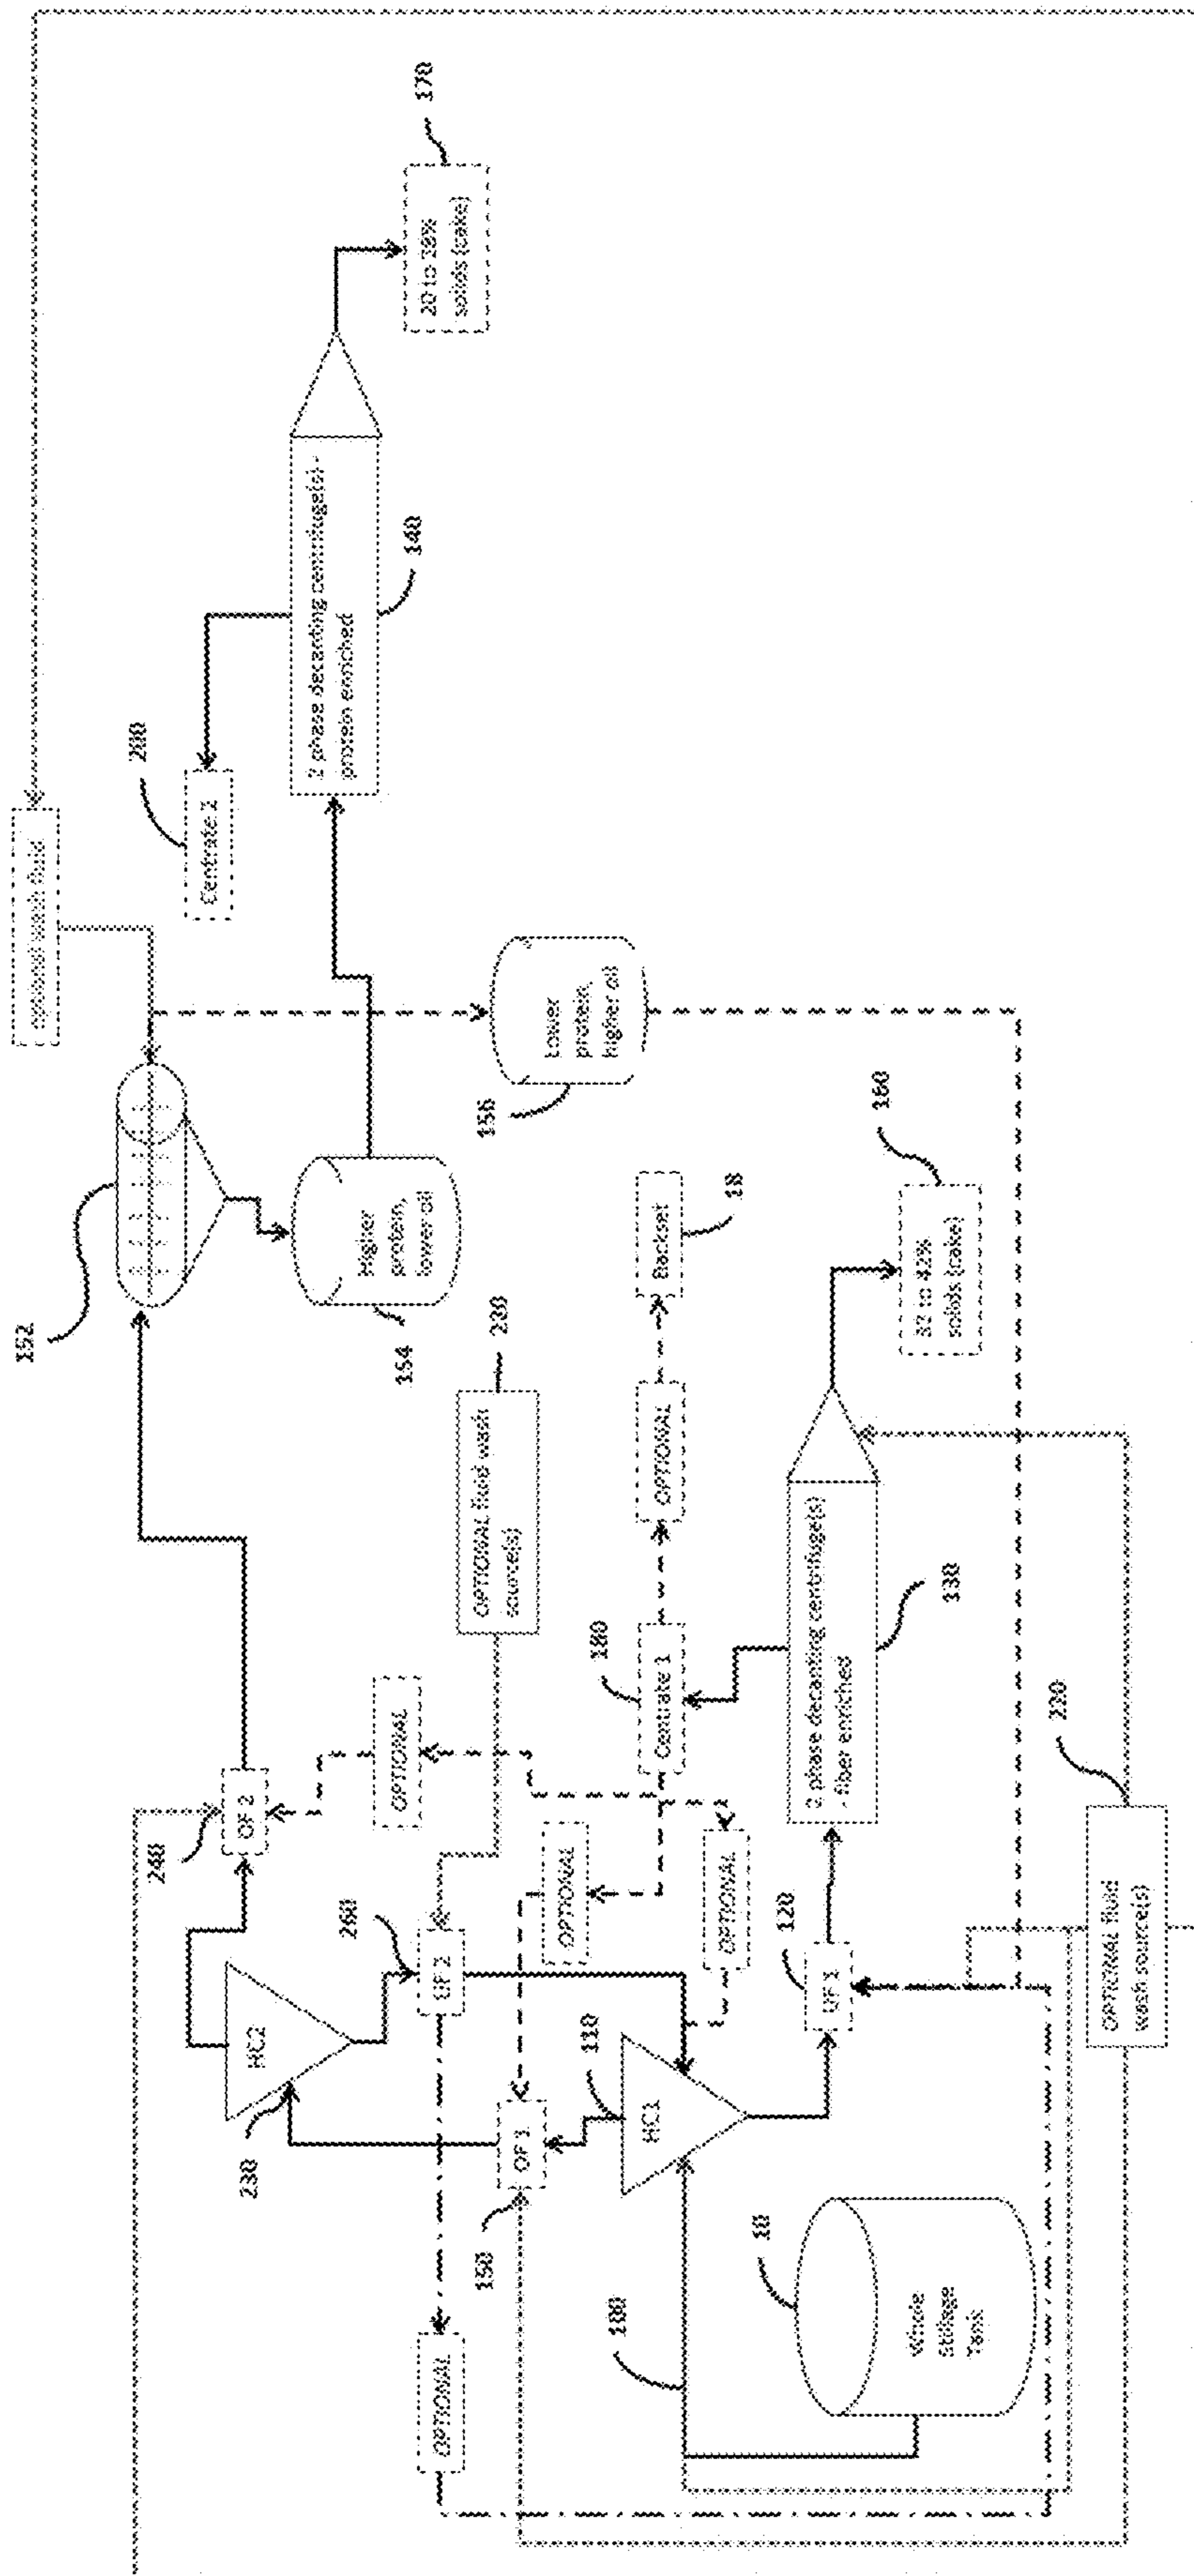 optional wash fluid
152
200
240
Centrate 2
HC2
OF 2
230
260
154
2 phase decanting centrifuge(s) -
protein enriched
140
170
Higher
protein,
lower oil
OPTIONAL
OPTIONAL
UF 2
20 to
solids (cake)
150
OPTIONAL fluid wash
source(s)
220
156
OF 1
OPTIONAL
Lower
protein,
higher oil
110
180
100
HC1
Centrate 1
OPTIONAL
Backset
18
OPTIONAL
10
120
2 phase decanting centrifuge(s)
- fiber enriched
130
160
UF 1
32 to 42%
solids (cake)
Whole
Stillage
Tank
220
OPTIONAL fluid
wash source(s)